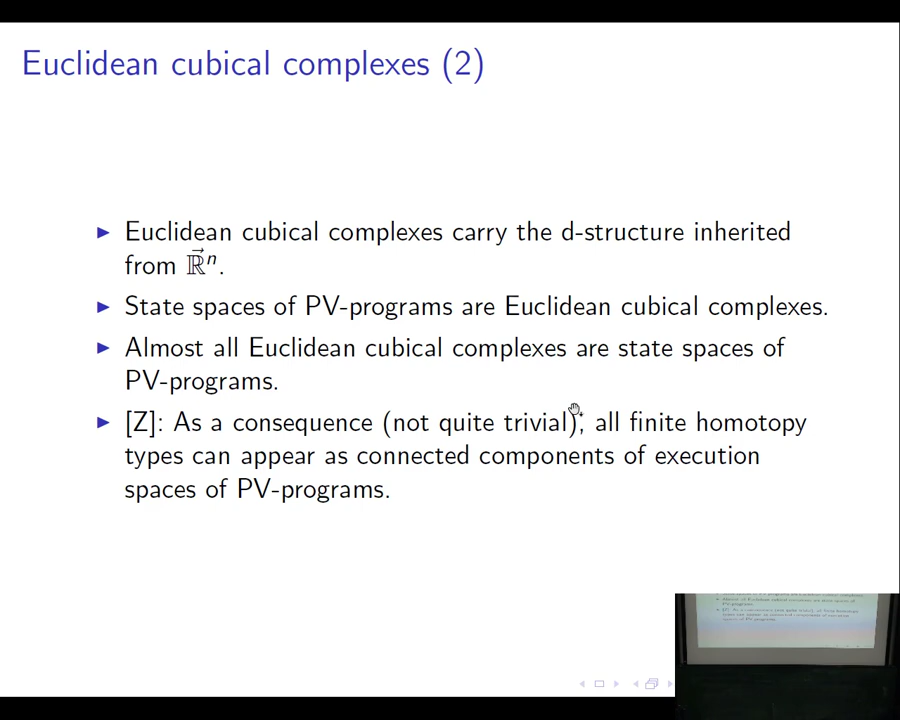 Euclidean cubical complexes (2)
Euclidean cubical complexes carry the d-structure inherited
from ℝ⃗ⁿ.
State spaces of PV-programs are Euclidean cubical complexes.
Almost all Euclidean cubical complexes are state spaces of
PV-programs.
[Z]: As a consequence (not quite trivial), all finite homotopy
types can appear as connected components of execution
spaces of PV-programs.